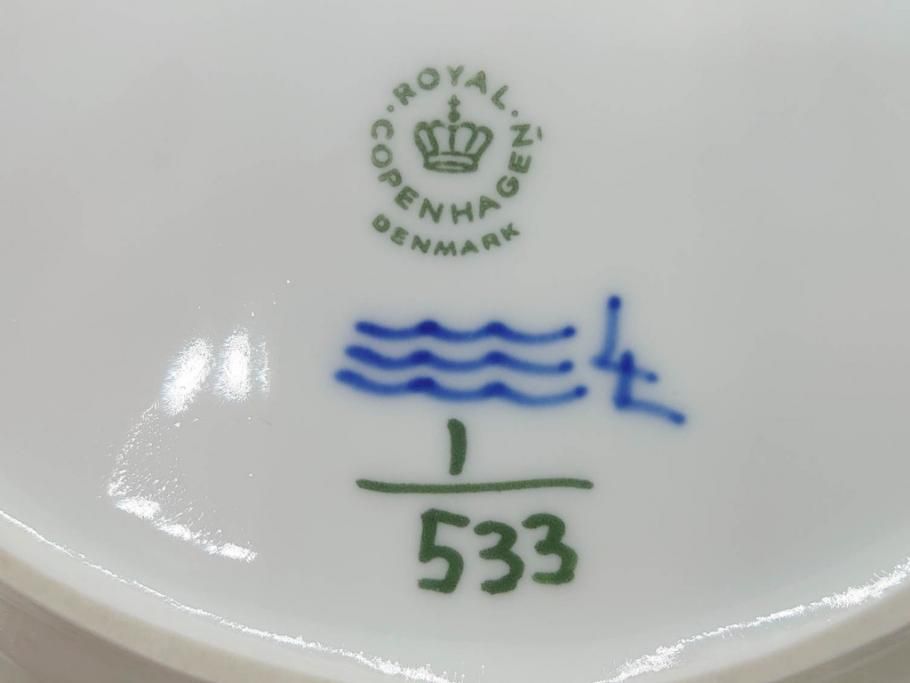 ROYAL
COPENHAGEN
DENMARK
1
533